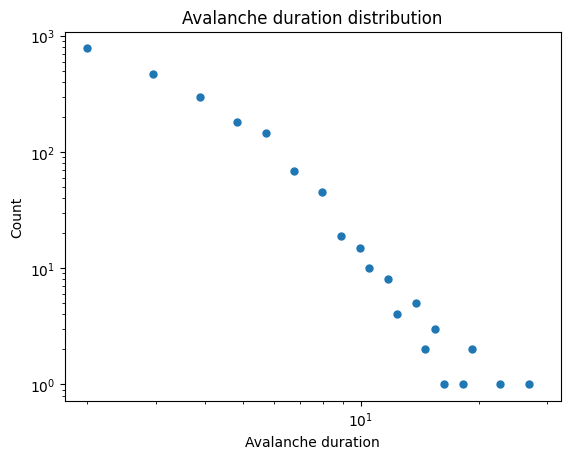 Avalanche duration distribution
10³
10²
10¹
10⁰
Count
10¹
Avalanche duration